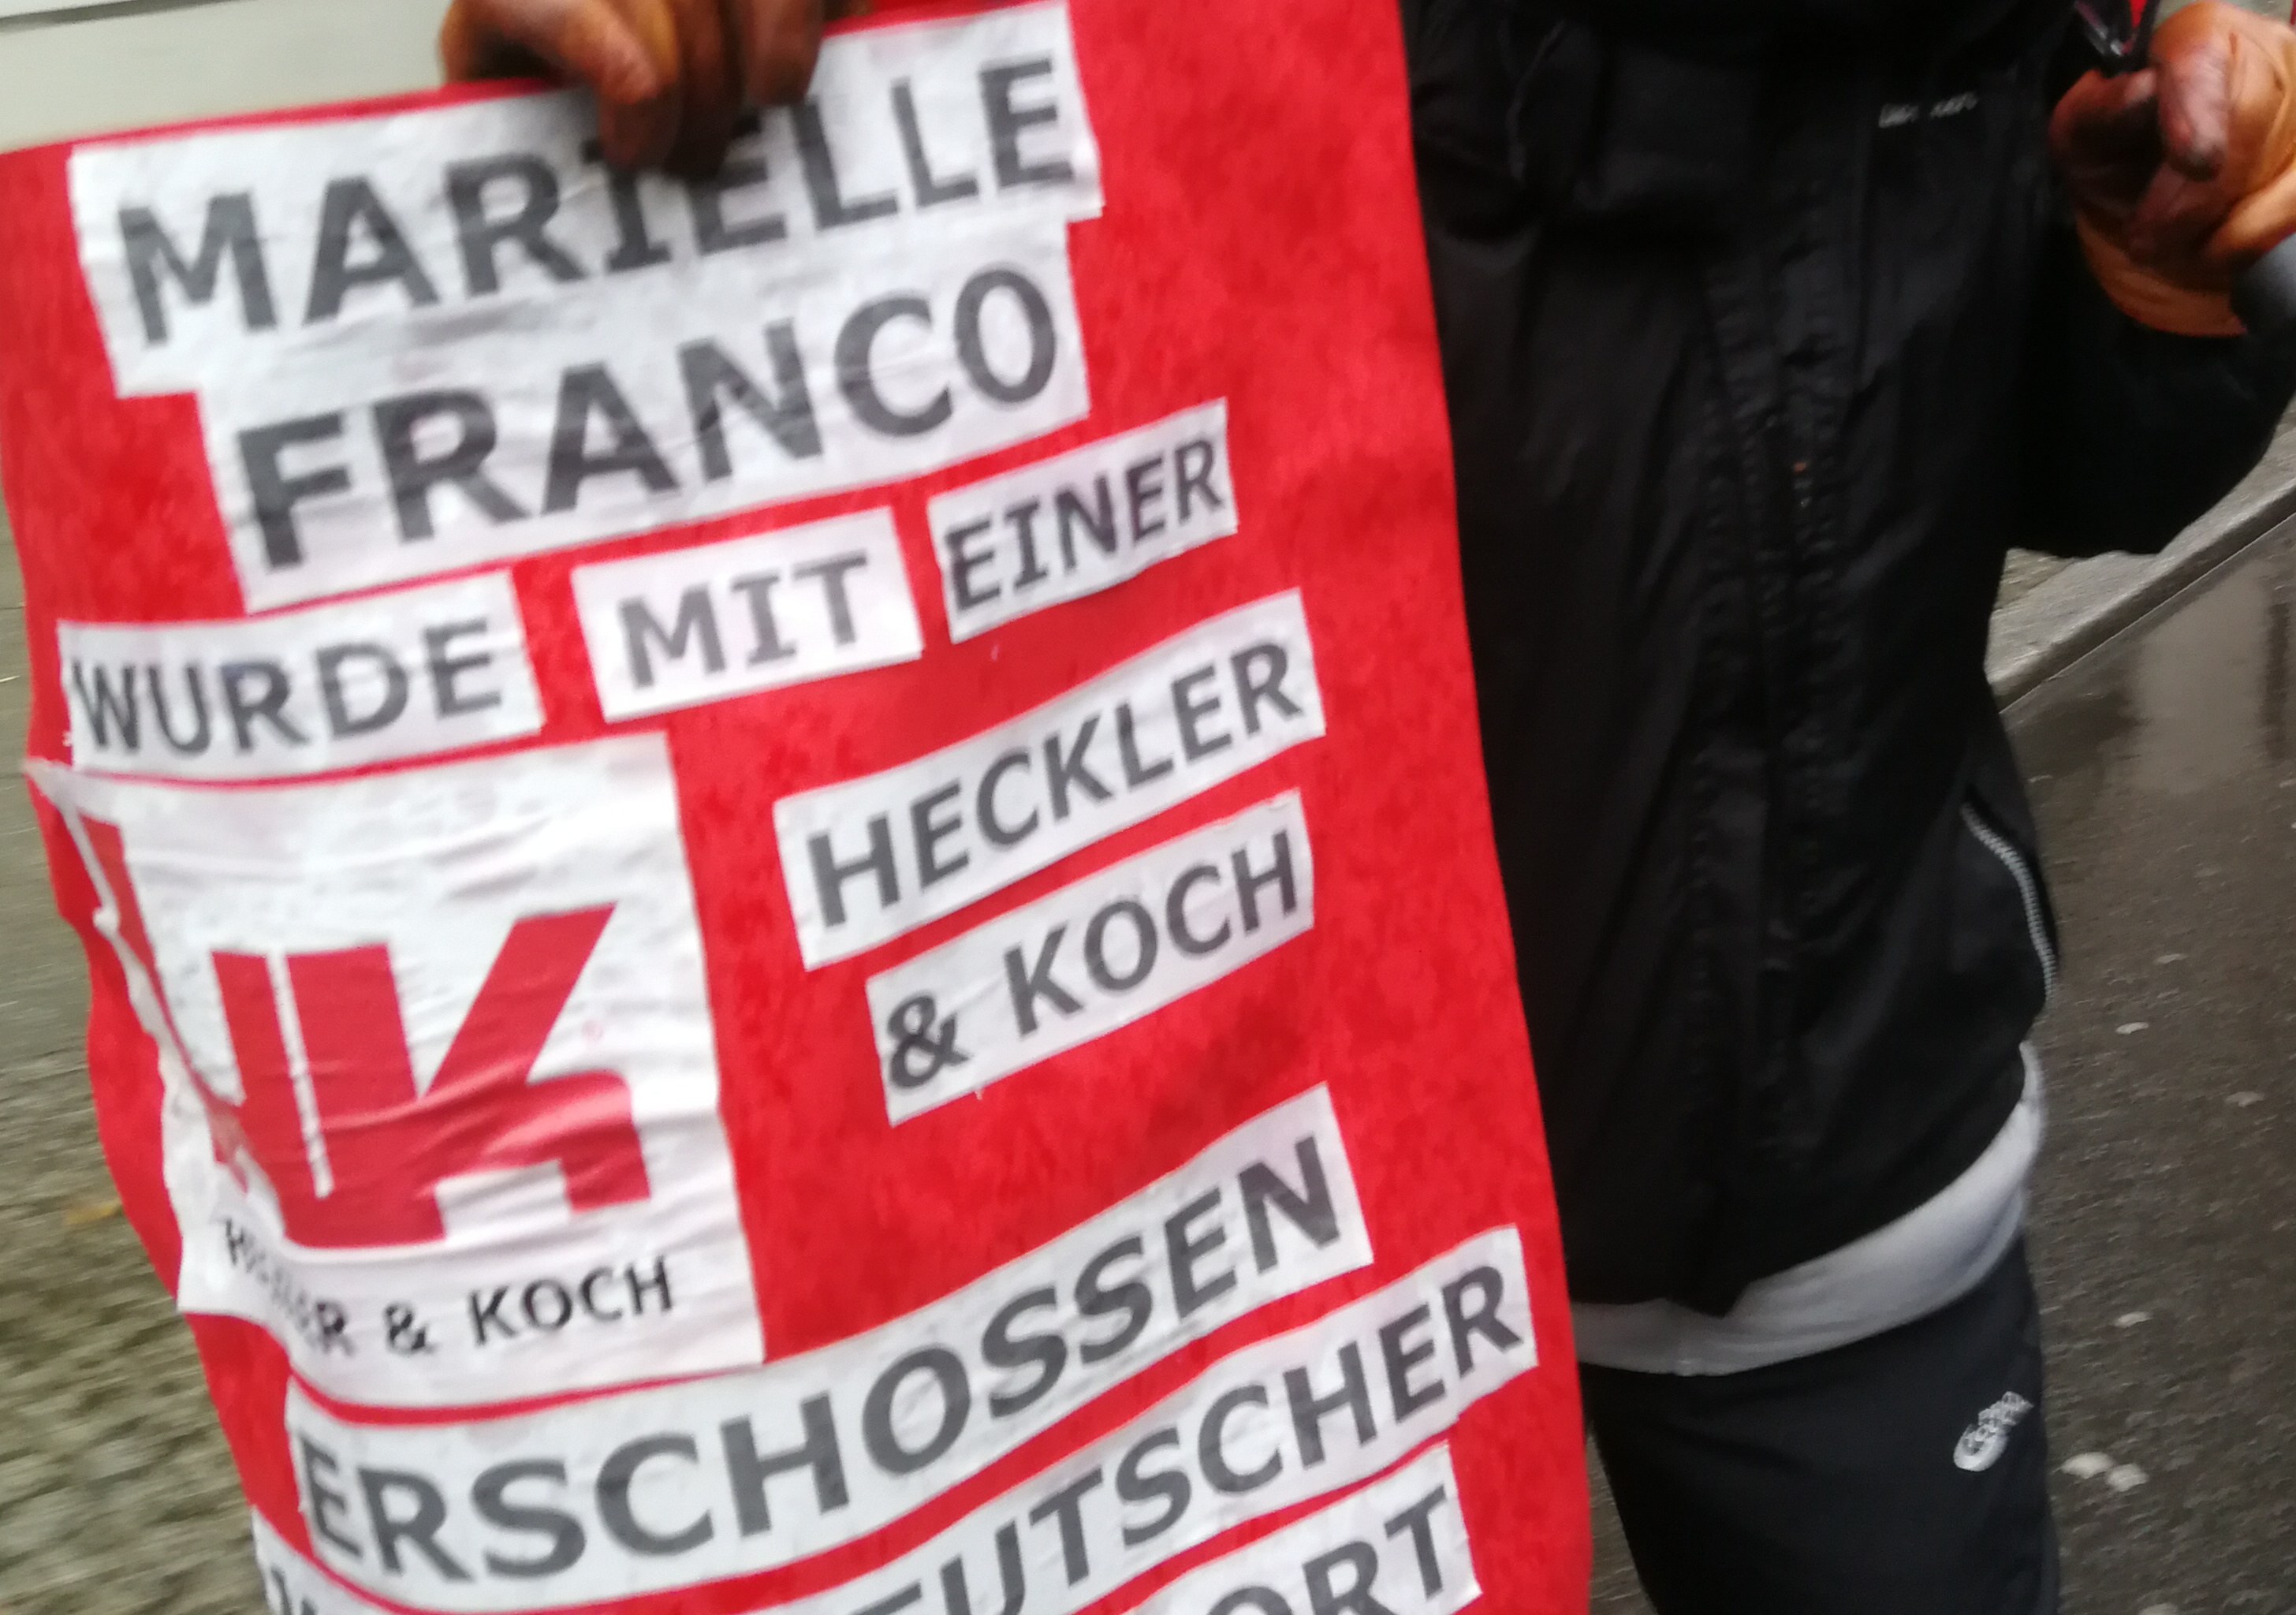 MARIELLE
FRANCO
WURDE MIT EINER
HECKLER
& KOCH
& KOCH
ERSCHOSSEN